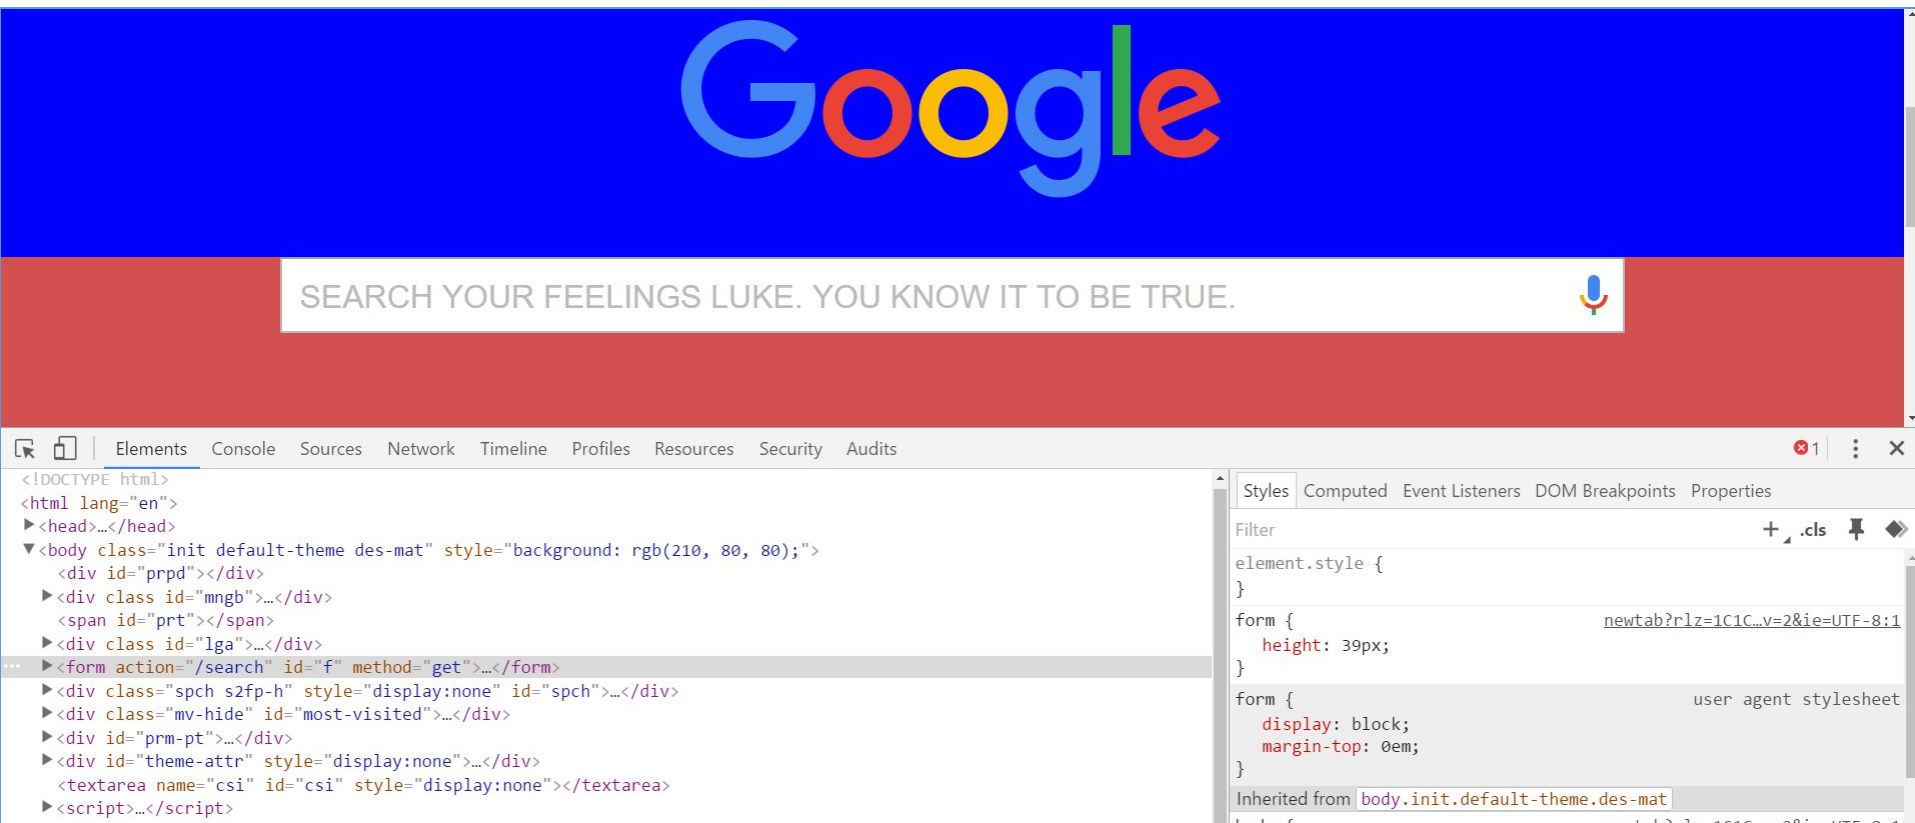 Google
SEARCH YOUR FEELINGS LUKE. YOU KNOW IT TO BE TRUE.
Elements Console Sources Network Timeline Profiles Resources Security Audits 1
<!DOCTYPE html>
<html lang="en">
<head>…</head>
<body class="init default-theme des-mat" style="background: rgb(210, 80, 80);">
<div id="prpd"></div>
<div class id="mngb">…</div>
<span id="prt"></span>
<div class id="lga">…</div>
<form action="/search" id="f" method="get">…</form>
<div class="spch s2fp-h" style="display:none" id="spch">…</div>
<div class="mv-hide" id="most-visited">…</div>
<div id="prm-pt">…</div>
<div id="theme-attr" style="display:none">…</div>
<textarea name="csi" id="csi" style="display:none"></textarea>
<script>…</script>
Styles Computed Event Listeners DOM Breakpoints Properties
Filter .cls
element.style {
}
form { newtab?rlz=1C1C…v=2&ie=UTF-8:1
height: 39px;
}
form { user agent stylesheet
display: block;
margin-top: 0em;
}
Inherited from body.init.default-theme.des-mat